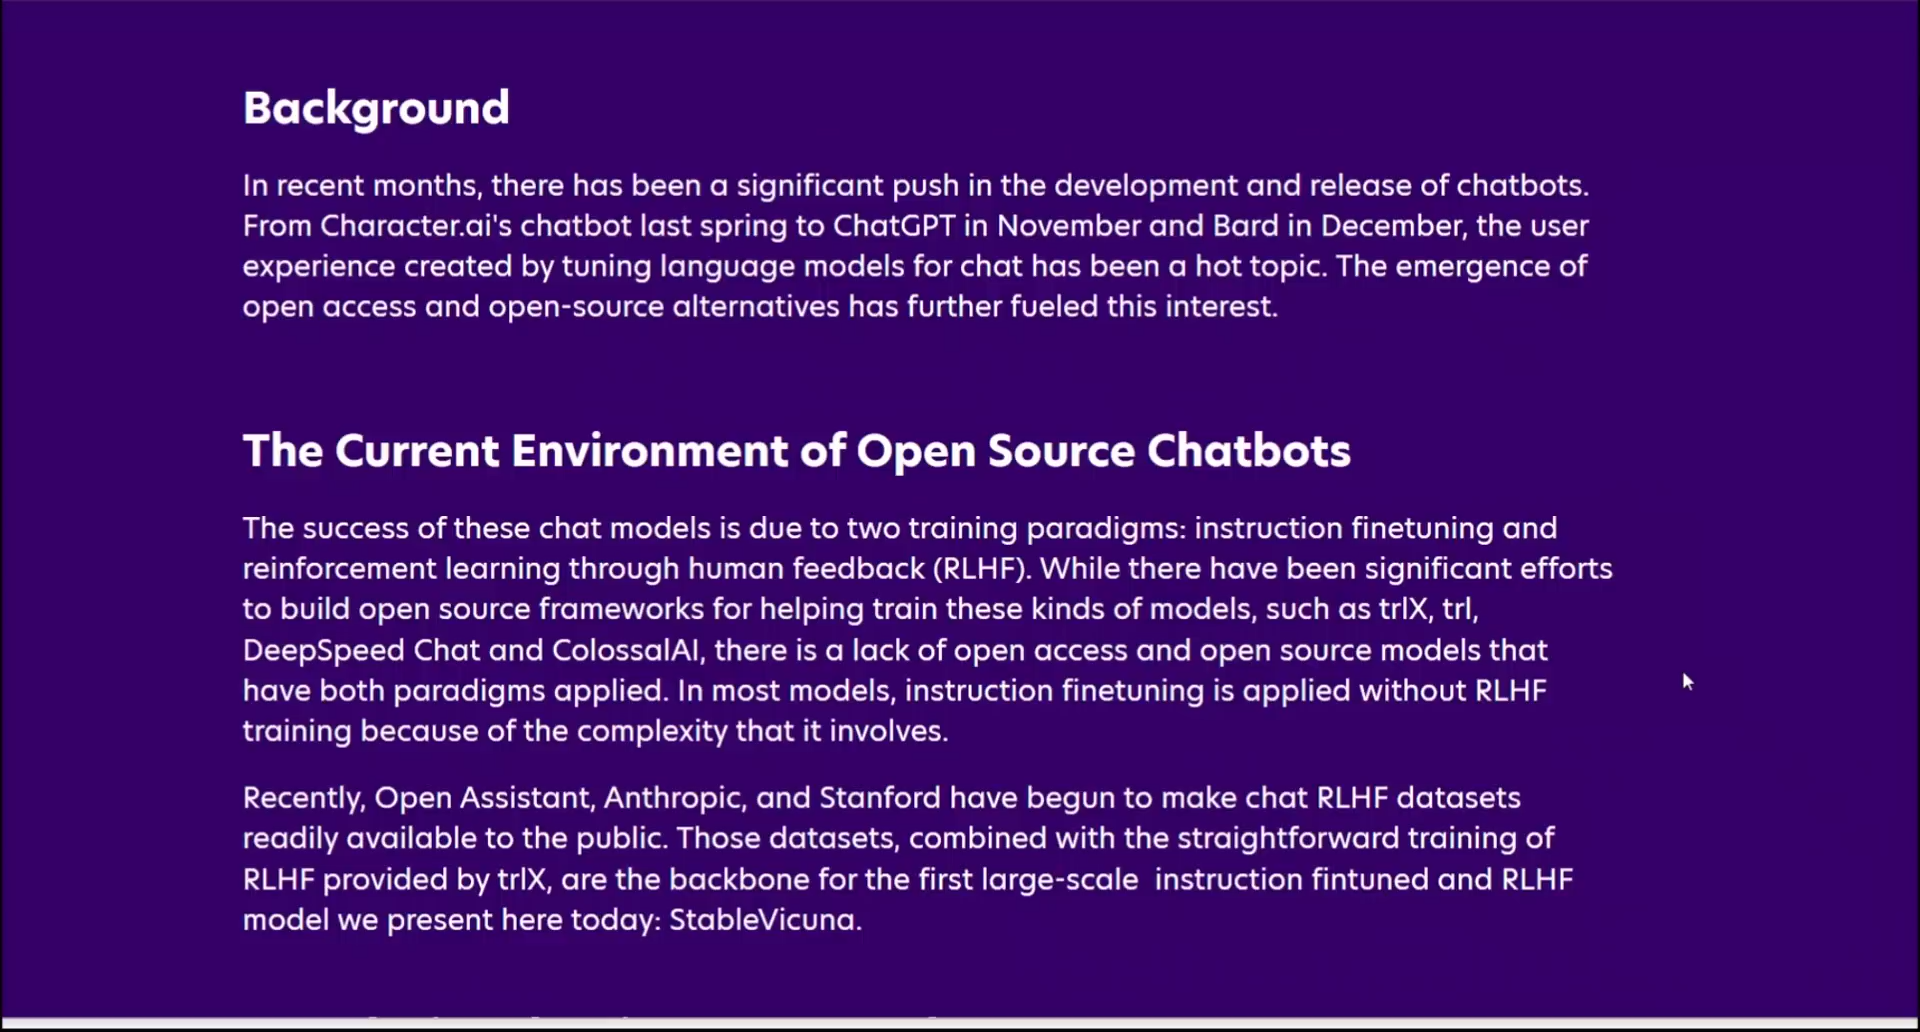 Background
In recent months, there has been a significant push in the development and release of chatbots.
From Character.ai's chatbot last spring to ChatGPT in November and Bard in December, the user
experience created by tuning language models for chat has been a hot topic. The emergence of
open access and open-source alternatives has further fueled this interest.
The Current Environment of Open Source Chatbots
The success of these chat models is due to two training paradigms: instruction finetuning and
reinforcement learning through human feedback (RLHF). While there have been significant efforts
to build open source frameworks for helping train these kinds of models, such as trlX, trl,
DeepSpeed Chat and ColossalAI, there is a lack of open access and open source models that
have both paradigms applied. In most models, instruction finetuning is applied without RLHF
training because of the complexity that it involves.
Recently, Open Assistant, Anthropic, and Stanford have begun to make chat RLHF datasets
readily available to the public. Those datasets, combined with the straightforward training of
RLHF provided by trlX, are the backbone for the first large-scale  instruction fintuned and RLHF
model we present here today: StableVicuna.